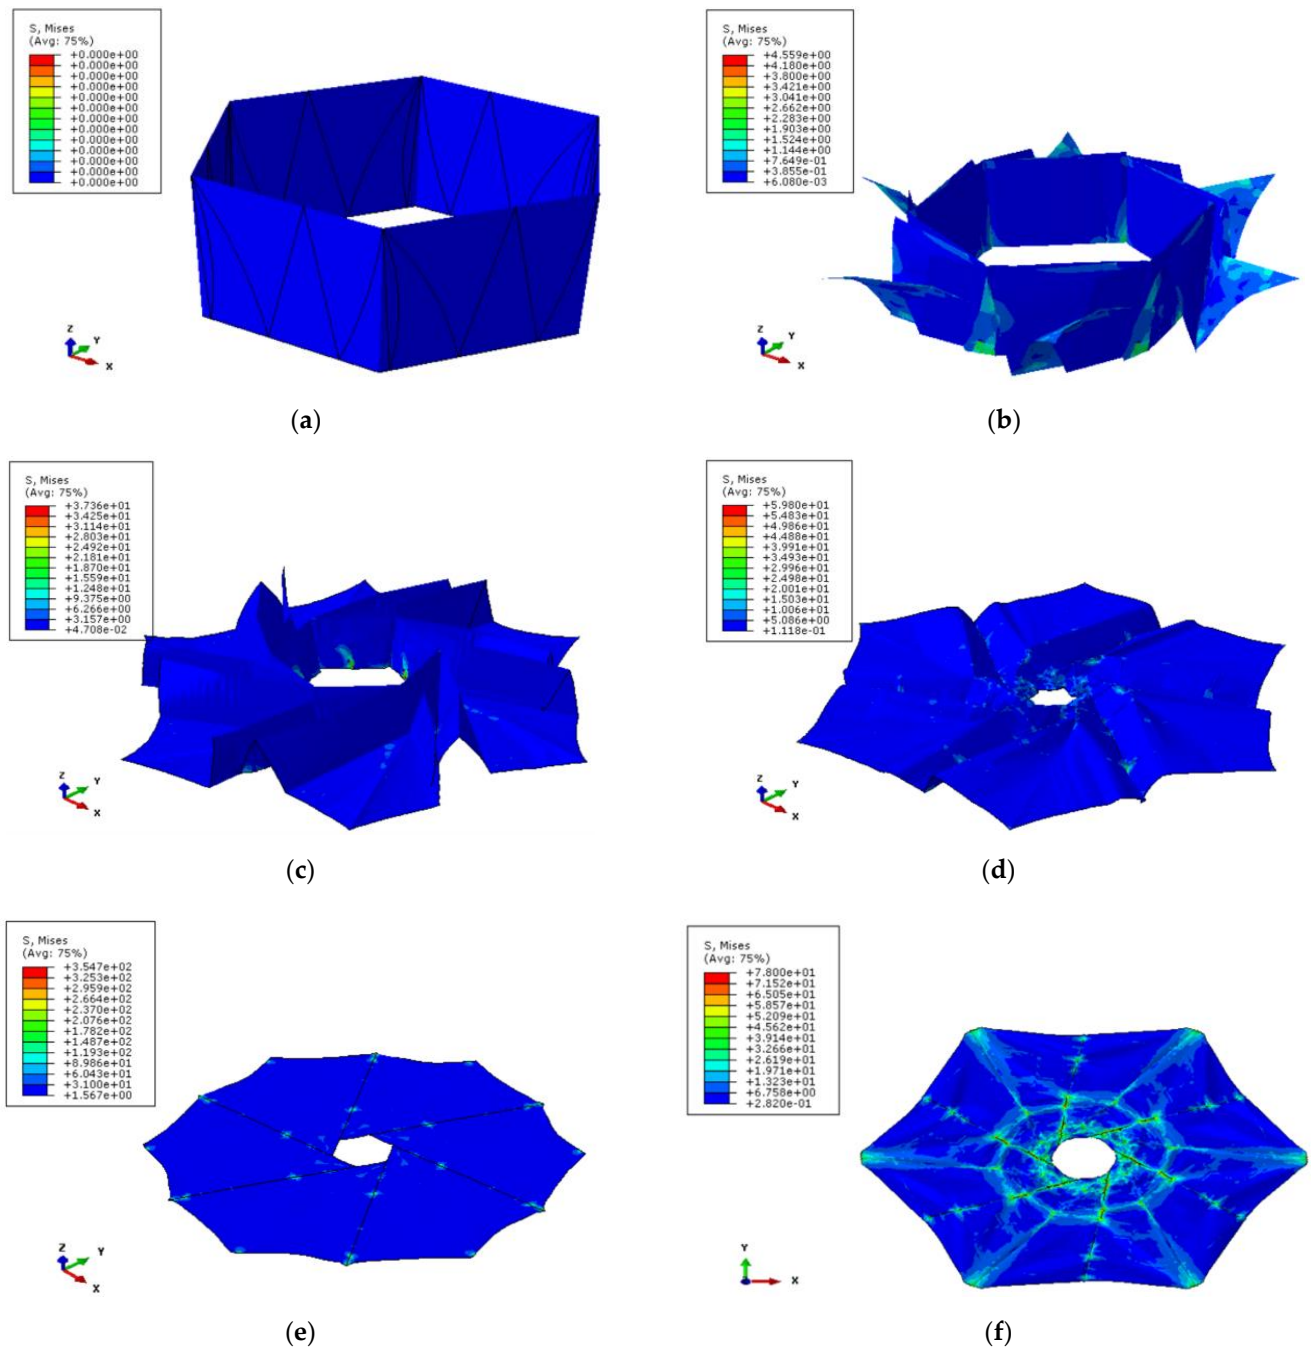 S, Mises
(Avg: 75%)
+0.000e+00
+0.000e+00
+0.000e+00
+0.000e+00
+0.000e+00
+0.000e+00
+0.000e+00
+0.000e+00
+0.000e+00
+0.000e+00
+0.000e+00
+0.000e+00
+0.000e+00
Z
Y
X
(a)
S, Mises
(Avg: 75%)
+4.559e+00
+4.180e+00
+3.800e+00
+3.421e+00
+3.041e+00
+2.662e+00
+2.283e+00
+1.903e+00
+1.524e+00
+1.144e+00
+7.649e-01
+3.855e-01
+6.080e-03
Z
Y
X
(b)
S, Mises
(Avg: 75%)
+3.736e+01
+3.425e+01
+3.114e+01
+2.803e+01
+2.492e+01
+2.181e+01
+1.870e+01
+1.559e+01
+1.248e+01
+9.375e+00
+6.266e+00
+3.157e+00
+4.708e-02
Z
Y
X
(c)
S, Mises
(Avg: 75%)
+5.980e+01
+5.483e+01
+4.986e+01
+4.488e+01
+3.991e+01
+3.493e+01
+2.996e+01
+2.498e+01
+2.001e+01
+1.503e+01
+1.006e+01
+5.086e+00
+1.118e-01
Z
Y
X
(d)
S, Mises
(Avg: 75%)
+3.547e+02
+3.253e+02
+2.959e+02
+2.664e+02
+2.370e+02
+2.076e+02
+1.782e+02
+1.487e+02
+1.193e+02
+8.986e+01
+6.043e+01
+3.100e+01
+1.567e+00
Z
Y
X
(e)
S, Mises
(Avg: 75%)
+7.800e+01
+7.152e+01
+6.505e+01
+5.857e+01
+5.209e+01
+4.562e+01
+3.914e+01
+3.266e+01
+2.619e+01
+1.971e+01
+1.323e+01
+6.758e+00
+2.820e-01
Y
X
(f)